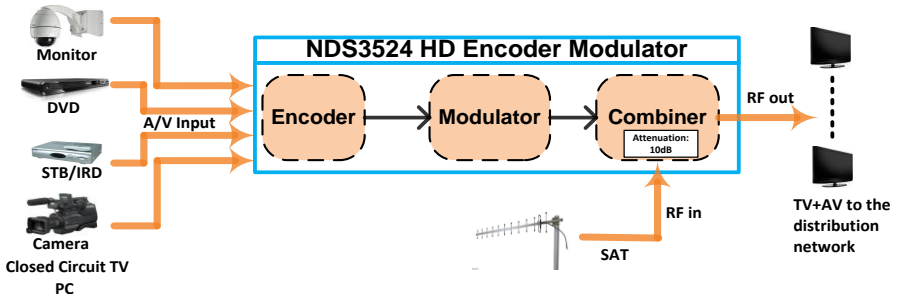 NDS3524 HD Encoder Modulator
Monitor
DVD
A/V Input
STB/IRD
Camera
Closed Circuit TV
PC
Encoder
Modulator
Combiner
Attenuation:
10dB
RF out
RF in
SAT
TV+AV to the
distribution
network